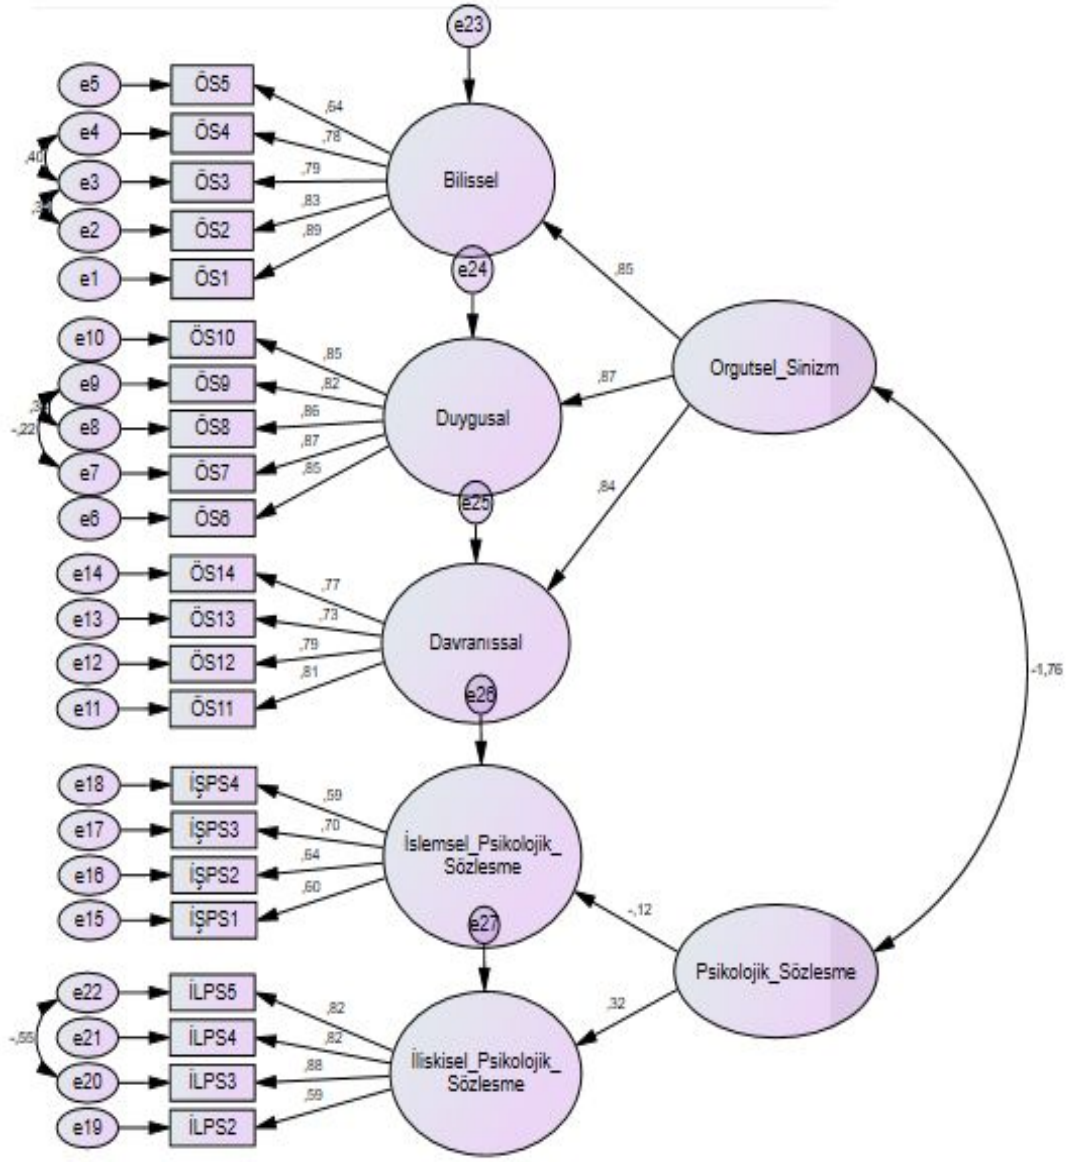 e23
e5 ÖS5 ,64
e4 ÖS4 ,78
,40
e3 ÖS3 ,79 Bilissel
e2 ÖS2 ,83
e1 ÖS1 ,89
e24
,85
e10 ÖS10 ,85
e9 ÖS9 ,82
Orgutsel_Sinizm
,87
e8 ÖS8 ,86 Duygusal
-,22
e7 ÖS7 ,87
e6 ÖS6 ,85
,84
e25
e14 ÖS14 ,77
e13 ÖS13 ,73
e12 ÖS12 ,79 Davranıssal
e11 ÖS11 ,81
e26
-1,76
e18 İŞPS4 ,59
e17 İŞPS3 ,70
e16 İŞPS2 ,64
e15 İŞPS1 ,60
İslemsel_Psikolojik_
Sözlesme
-,12
e27
Psikolojik_Sözlesme
,32
e22 İLPS5 ,82
e21 İLPS4 ,82
-,55
e20 İLPS3 ,88
e19 İLPS2 ,59
İliskisel_Psikolojik_
Sözlesme